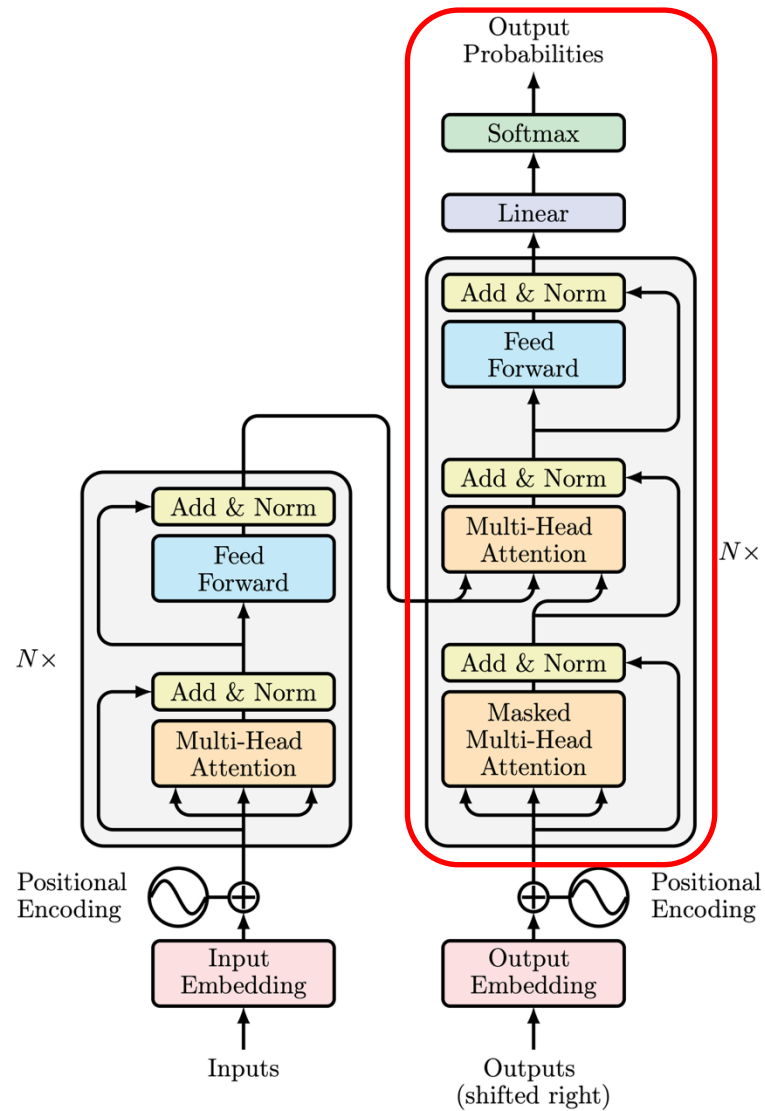 Output
Probabilities
Softmax
Linear
Add & Norm
Feed
Forward
Add & Norm
Multi-Head
Attention
N×
Add & Norm
Masked
Multi-Head
Attention
Add & Norm
Feed
Forward
N×
Add & Norm
Multi-Head
Attention
Positional
Encoding
Positional
Encoding
Input
Embedding
Output
Embedding
Inputs
Outputs
(shifted right)